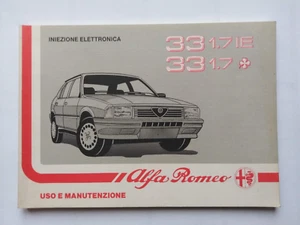 INIEZIONE ELETTRONICA
33 1.7 IE
33 1.7
Alfa Romeo
USO E MANUTENZIONE